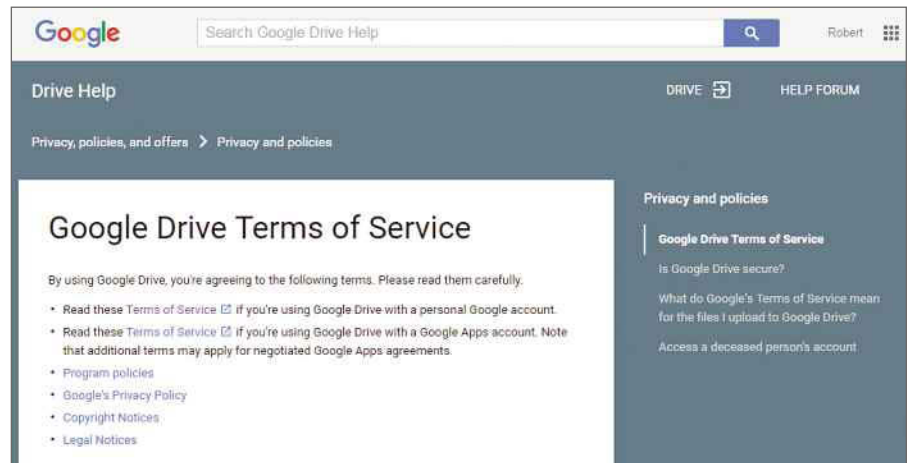 Google
Search Google Drive Help
Robert
Drive Help
DRIVE
HELP FORUM
Privacy, policies, and offers > Privacy and policies
Google Drive Terms of Service
By using Google Drive, you're agreeing to the following terms. Please read them carefully.
• Read these Terms of Service if you're using Google Drive with a personal Google account.
• Read these Terms of Service if you're using Google Drive with a Google Apps account. Note
that additional terms may apply for negotiated Google Apps agreements.
• Program policies
• Google's Privacy Policy
• Copyright Notices
• Legal Notices
Privacy and policies
Google Drive Terms of Service
Is Google Drive secure?
What do Google's Terms of Service mean
for the files I upload to Google Drive?
Access a deceased person's account